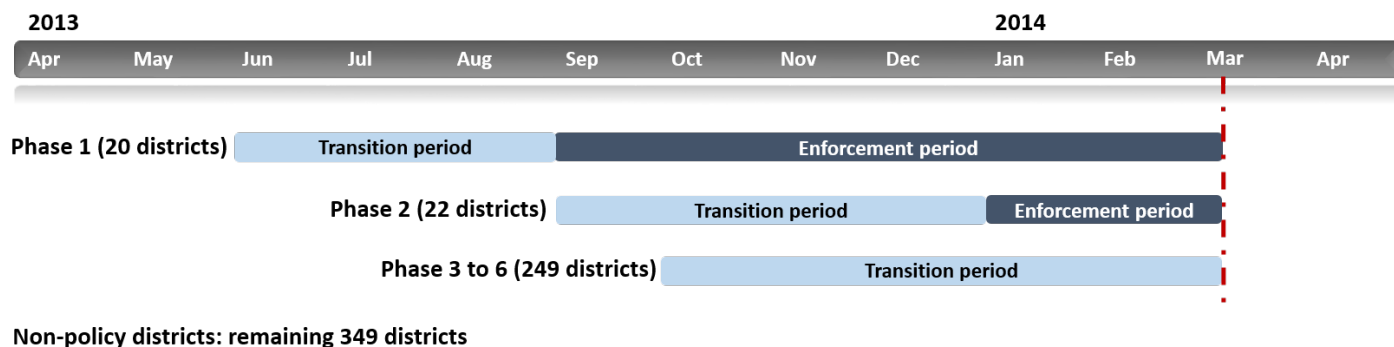 2013 2014
Apr May Jun Jul Aug Sep Oct Nov Dec Jan Feb Mar Apr
Phase 1 (20 districts) Transition period Enforcement period
Phase 2 (22 districts) Transition period Enforcement period
Phase 3 to 6 (249 districts) Transition period
Non-policy districts: remaining 349 districts